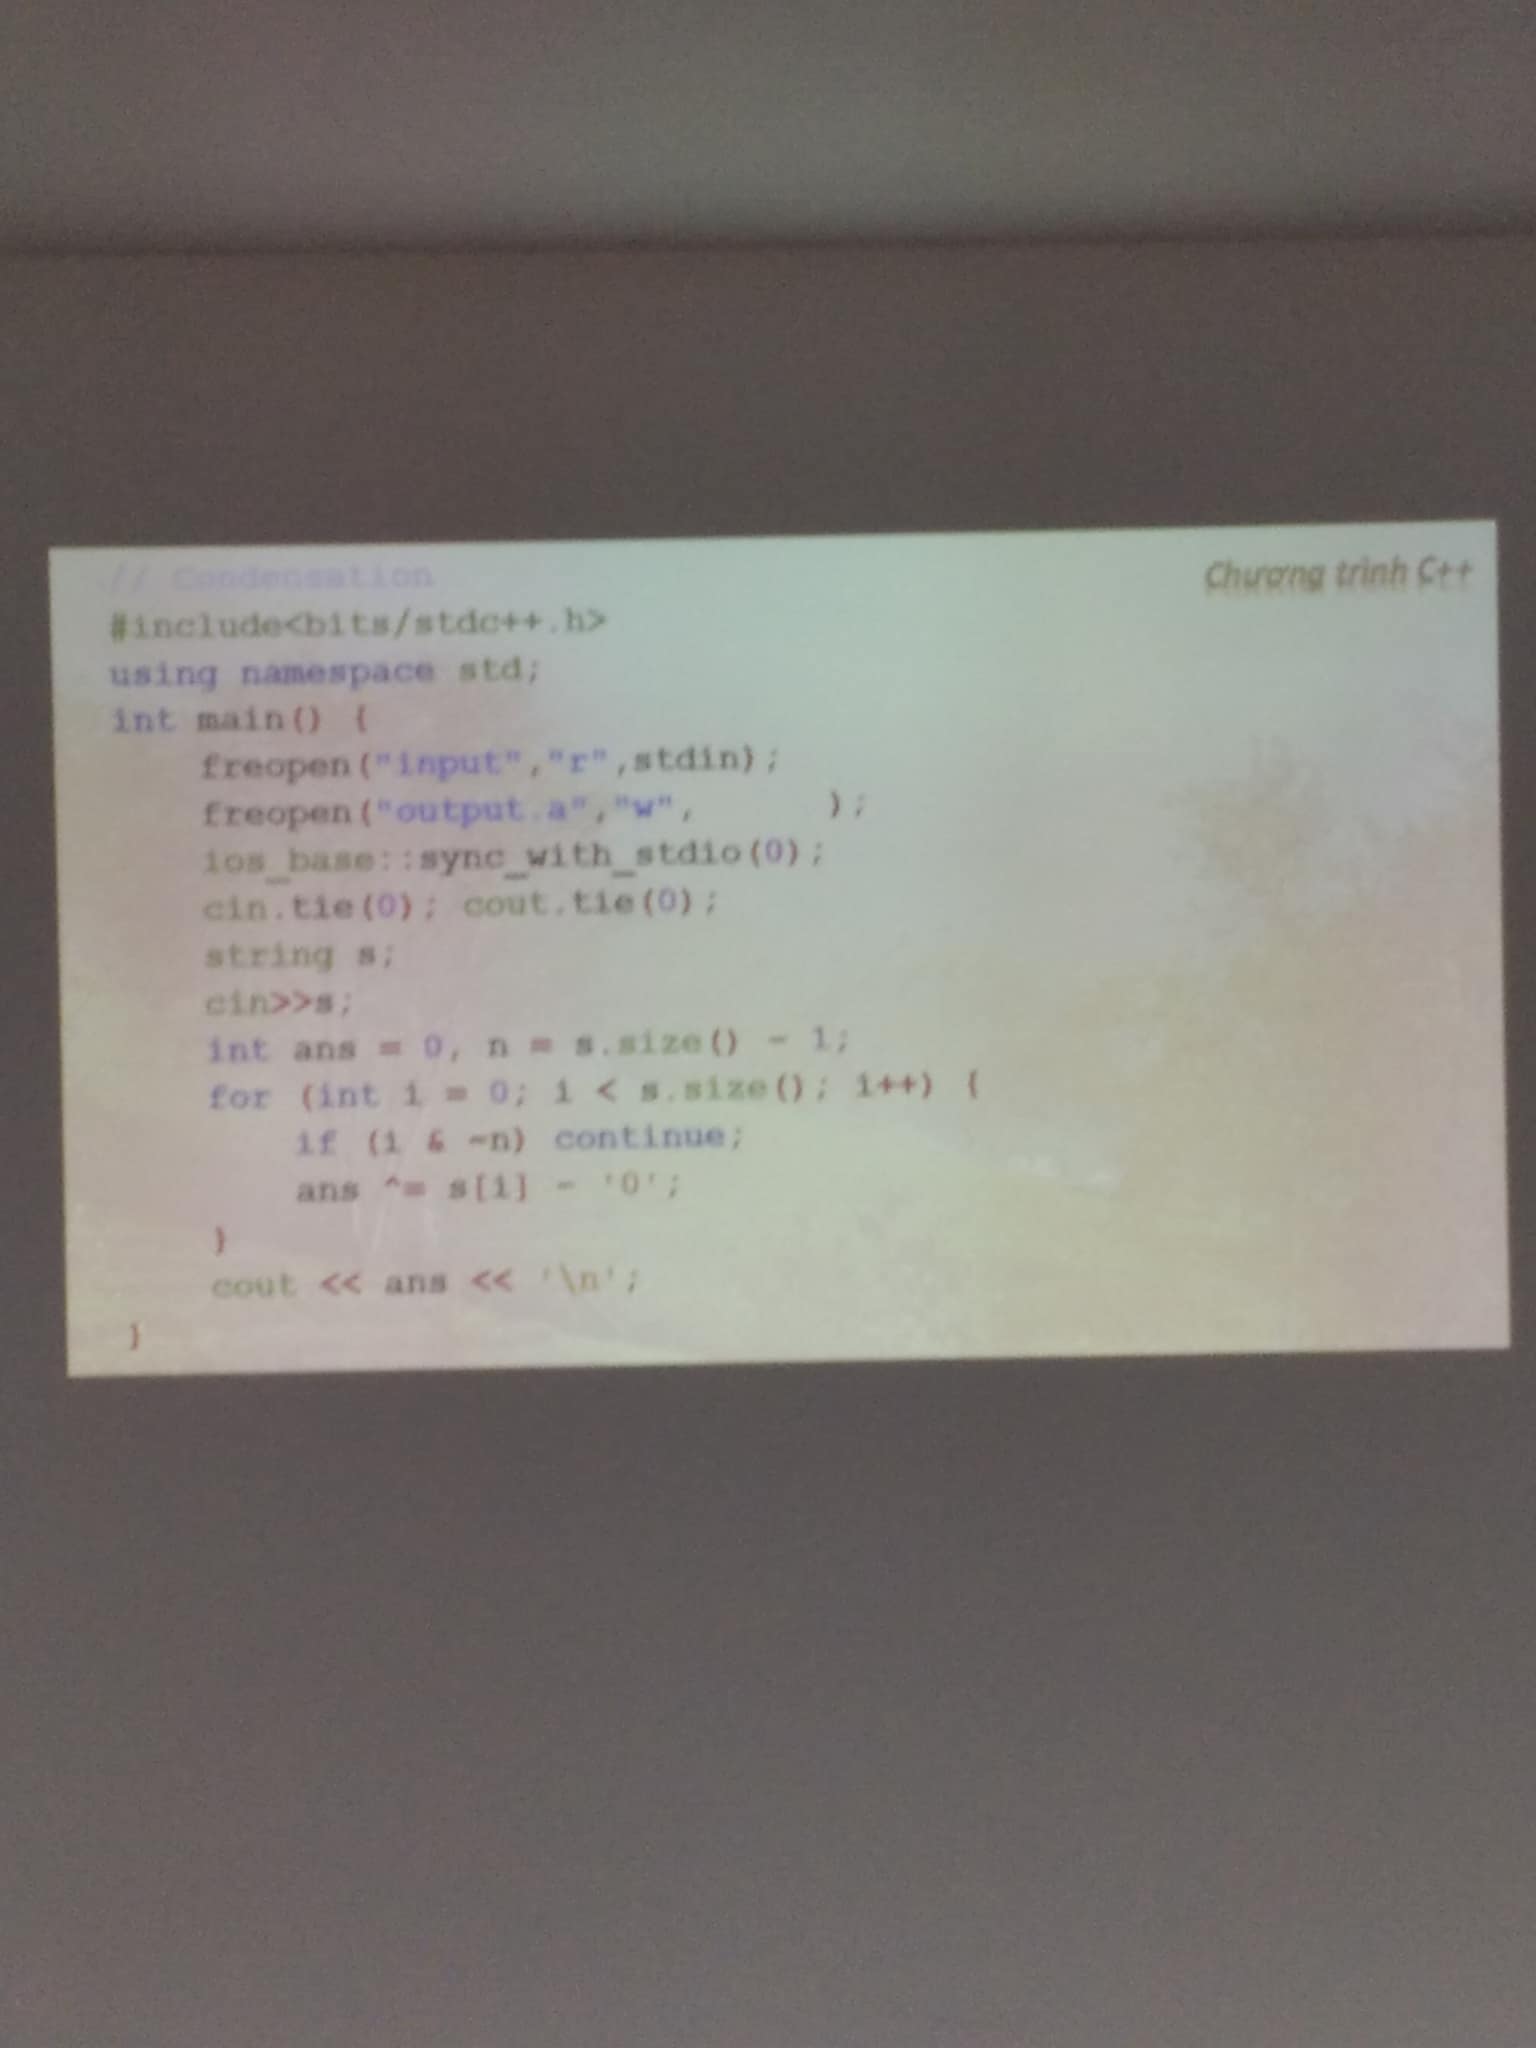 // Condensation
Chương trình C++
#include<bits/stdc++.h>
using namespace std;
int main() {
freopen("input","r",stdin);
freopen("output.a","w", );
ios_base::sync_with_stdio(0);
cin.tie(0); cout.tie(0);
string s;
cin>>s;
int ans = 0, n = s.size() - 1;
for (int i = 0; i < s.size(); i++) {
if (i & ~n) continue;
ans ^= s[i] - '0';
}
cout << ans << '\n';
}